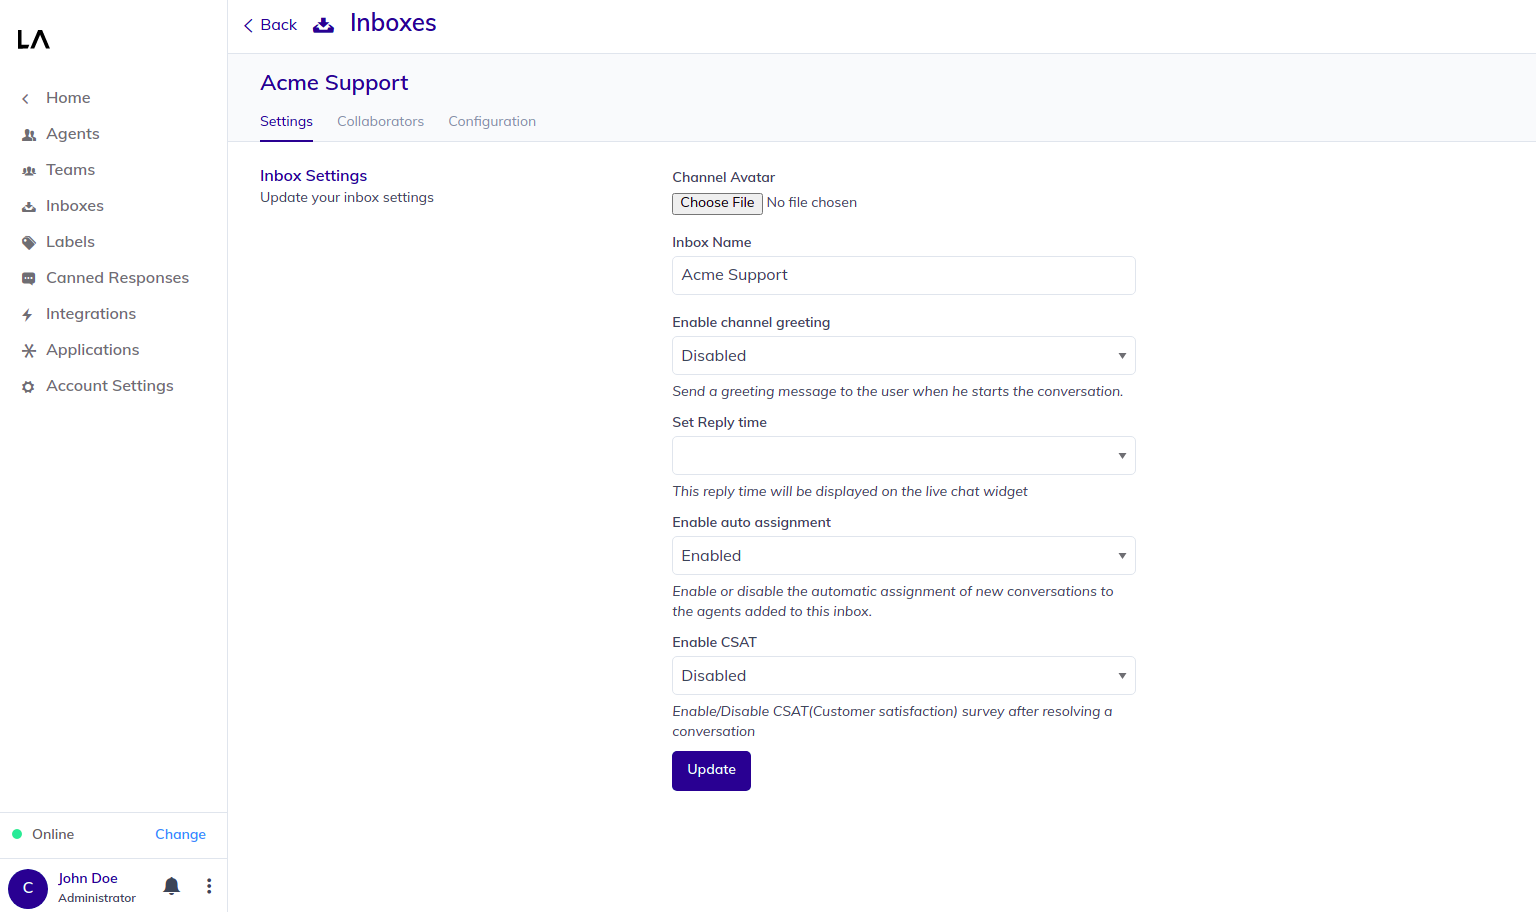 LA
Home
Agents
Teams
Inboxes
Labels
Canned Responses
Integrations
Applications
Account Settings
Online
Change
C
John Doe
Administrator
Back
Inboxes
Acme Support
Settings
Collaborators
Configuration
Inbox Settings
Update your inbox settings
Channel Avatar
Choose File No file chosen
Inbox Name
Acme Support
Enable channel greeting
Disabled
Send a greeting message to the user when he starts the conversation.
Set Reply time
This reply time will be displayed on the live chat widget
Enable auto assignment
Enabled
Enable or disable the automatic assignment of new conversations to
the agents added to this inbox.
Enable CSAT
Disabled
Enable/Disable CSAT(Customer satisfaction) survey after resolving a
conversation
Update